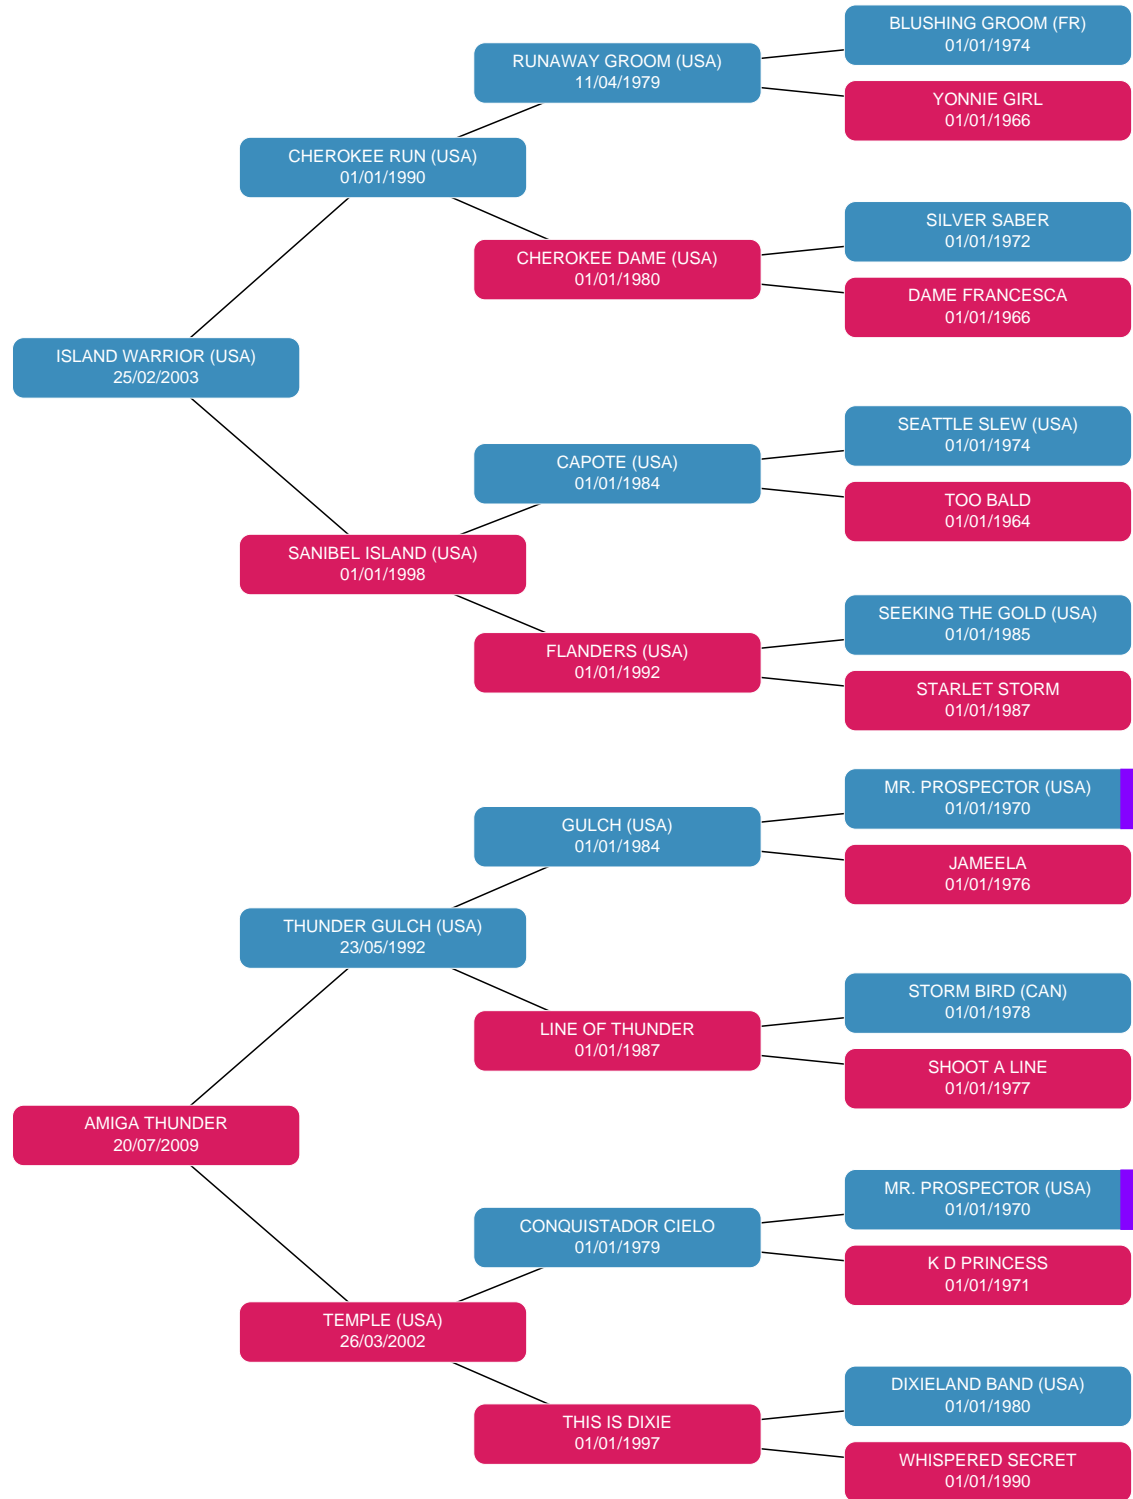 BLUSHING GROOM (FR)
01/01/1974
RUNAWAY GROOM (USA)
11/04/1979
YONNIE GIRL
01/01/1966
CHEROKEE RUN (USA)
01/01/1990
SILVER SABER
01/01/1972
CHEROKEE DAME (USA)
01/01/1980
DAME FRANCESCA
01/01/1966
ISLAND WARRIOR (USA)
25/02/2003
SEATTLE SLEW (USA)
01/01/1974
CAPOTE (USA)
01/01/1984
TOO BALD
01/01/1964
SANIBEL ISLAND (USA)
01/01/1998
SEEKING THE GOLD (USA)
01/01/1985
FLANDERS (USA)
01/01/1992
STARLET STORM
01/01/1987
MR. PROSPECTOR (USA)
01/01/1970
GULCH (USA)
01/01/1984
JAMEELA
01/01/1976
THUNDER GULCH (USA)
23/05/1992
STORM BIRD (CAN)
01/01/1978
LINE OF THUNDER
01/01/1987
SHOOT A LINE
01/01/1977
AMIGA THUNDER
20/07/2009
MR. PROSPECTOR (USA)
01/01/1970
CONQUISTADOR CIELO
01/01/1979
K D PRINCESS
01/01/1971
TEMPLE (USA)
26/03/2002
DIXIELAND BAND (USA)
01/01/1980
THIS IS DIXIE
01/01/1997
WHISPERED SECRET
01/01/1990